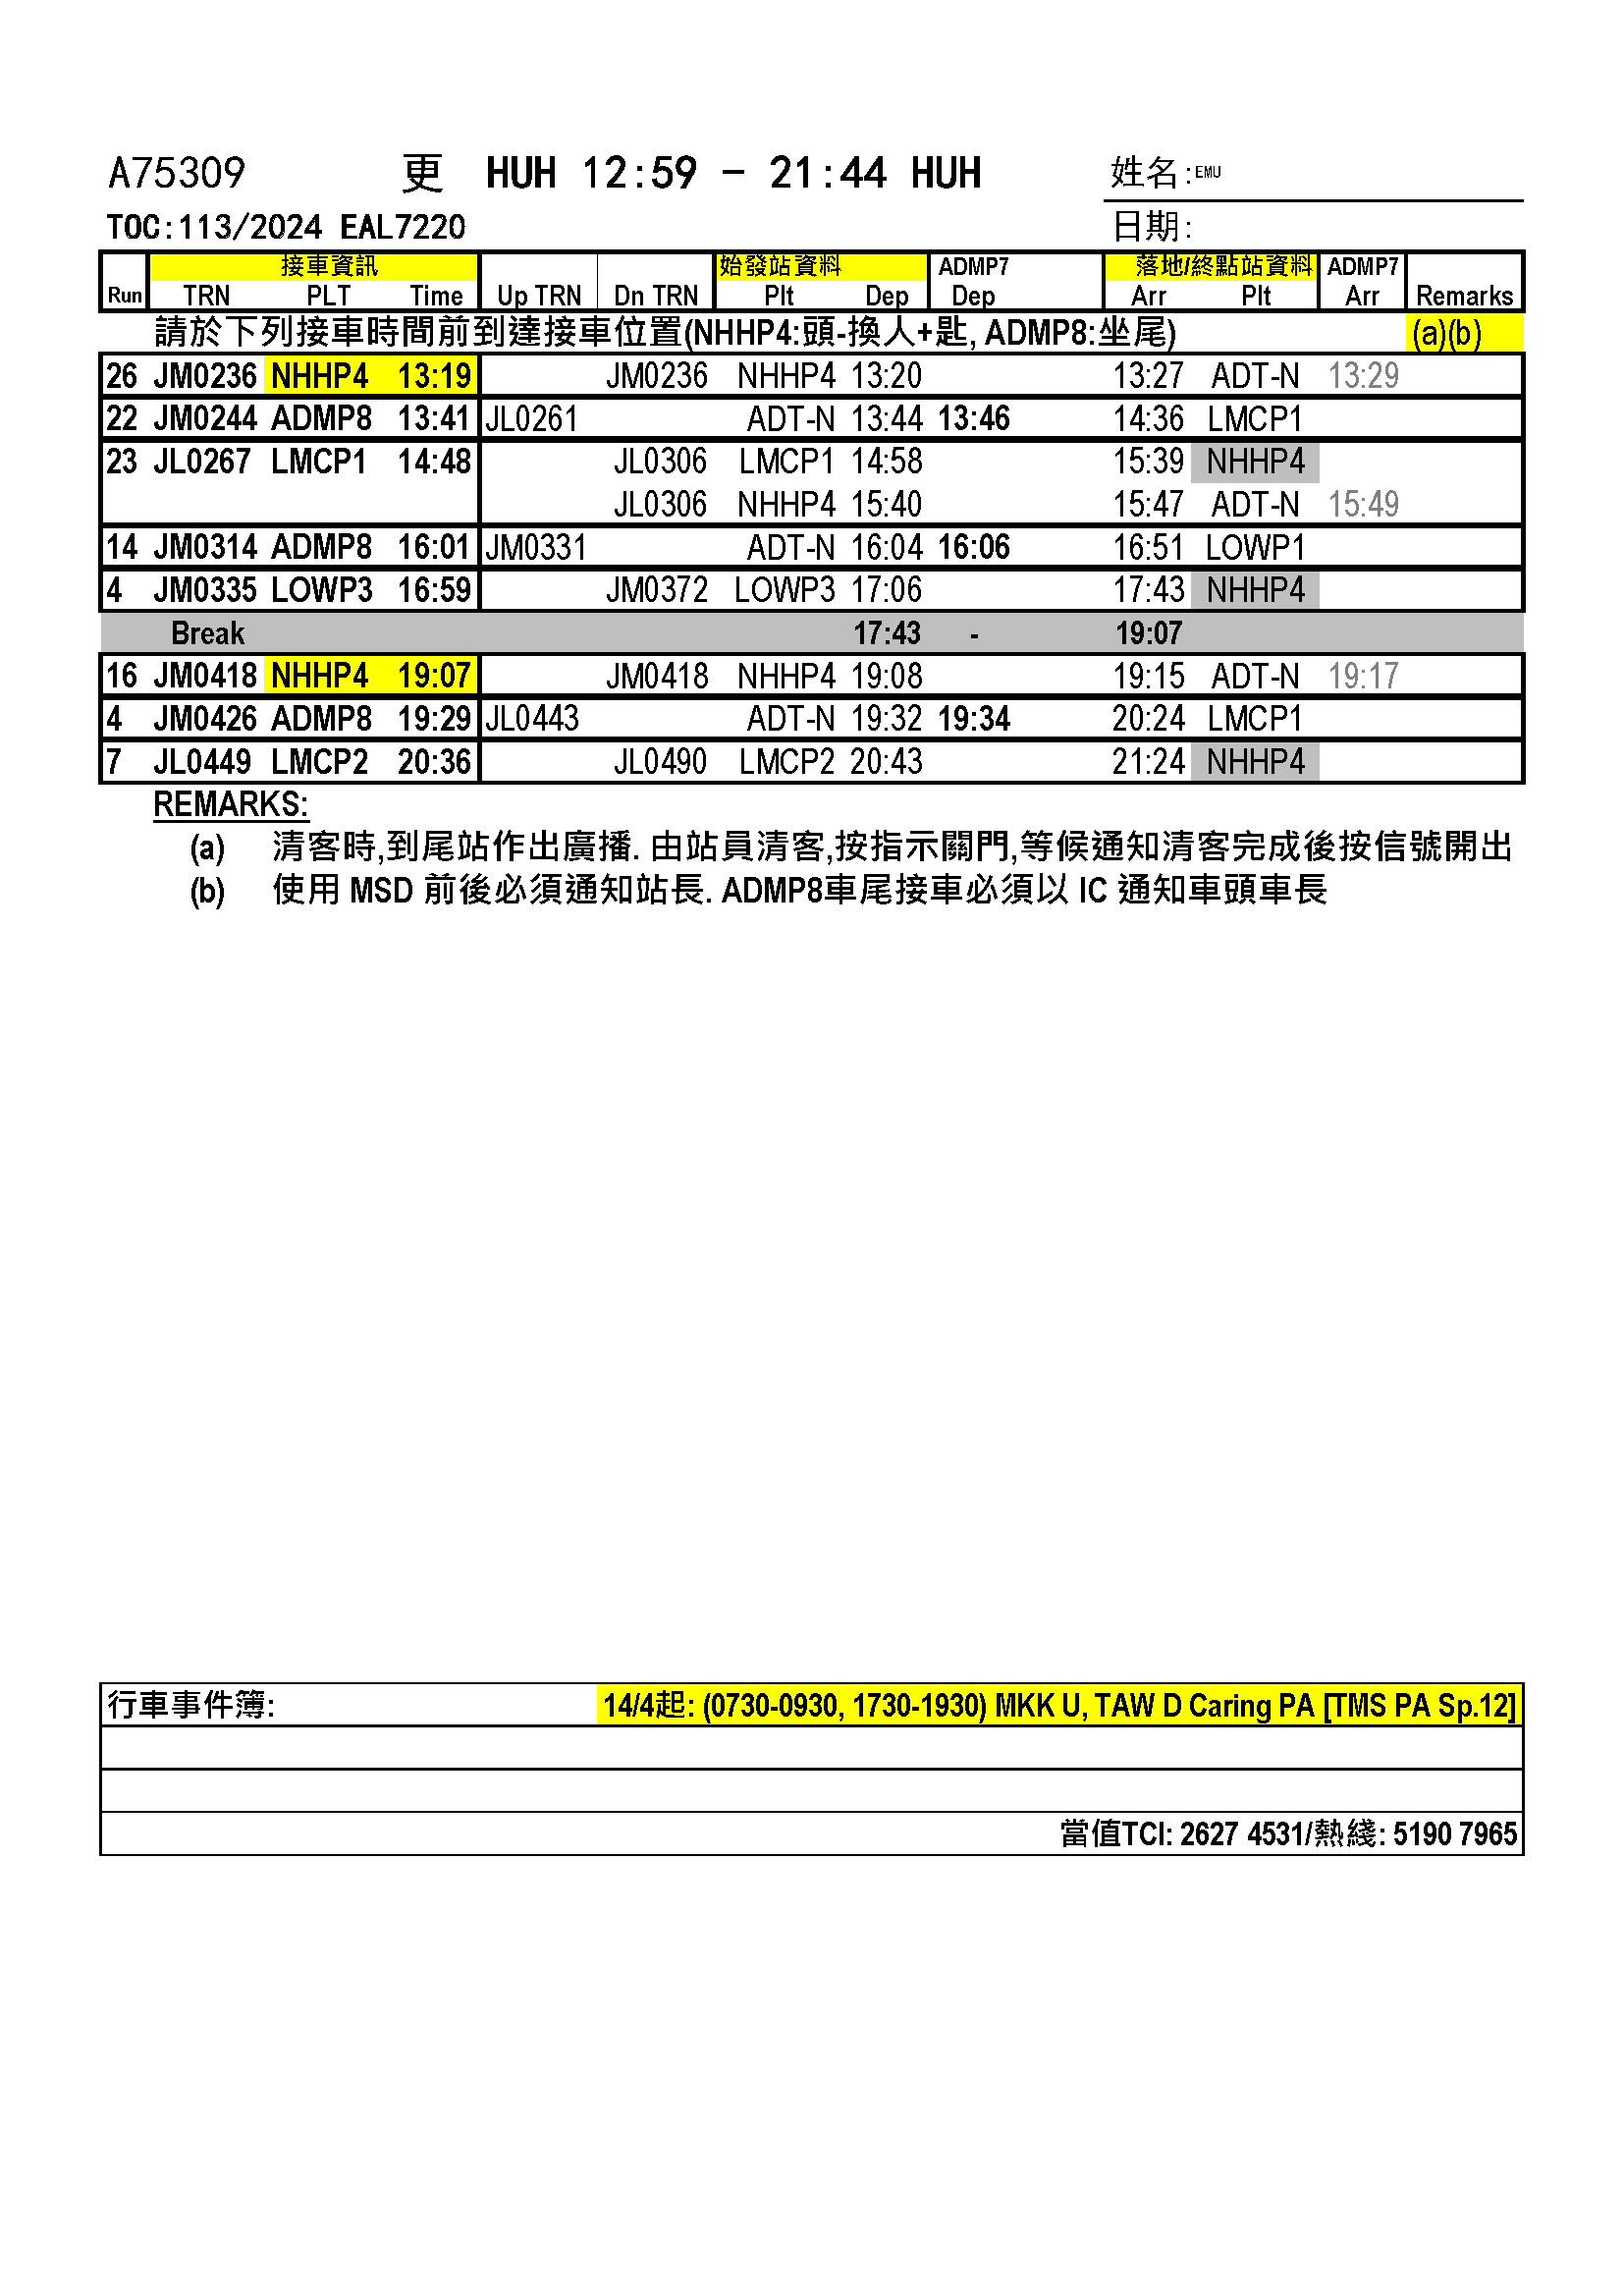 A75309 更 HUH 12:59 - 21:44 HUH 姓名:EMU
TOC:113/2024 EAL7220 日期:
接車資訊 始發站資料 ADMP7 落地/終點站資料 ADMP7
Run TRN PLT Time Up TRN Dn TRN Plt Dep Dep Arr Plt Arr Remarks
請於下列接車時間前到達接車位置(NHHP4:頭-換人+匙, ADMP8:坐尾) (a)(b)
26 JM0236 NHHP4 13:19 JM0236 NHHP4 13:20 13:27 ADT-N 13:29
22 JM0244 ADMP8 13:41 JL0261 ADT-N 13:44 13:46 14:36 LMCP1
23 JL0267 LMCP1 14:48 JL0306 LMCP1 14:58 15:39 NHHP4
JL0306 NHHP4 15:40 15:47 ADT-N 15:49
14 JM0314 ADMP8 16:01 JM0331 ADT-N 16:04 16:06 16:51 LOWP1
4 JM0335 LOWP3 16:59 JM0372 LOWP3 17:06 17:43 NHHP4
Break 17:43 - 19:07
16 JM0418 NHHP4 19:07 JM0418 NHHP4 19:08 19:15 ADT-N 19:17
4 JM0426 ADMP8 19:29 JL0443 ADT-N 19:32 19:34 20:24 LMCP1
7 JL0449 LMCP2 20:36 JL0490 LMCP2 20:43 21:24 NHHP4
REMARKS:
(a) 清客時,到尾站作出廣播. 由站員清客,按指示關門,等候通知清客完成後按信號開出
(b) 使用 MSD 前後必須通知站長. ADMP8車尾接車必須以 IC 通知車頭車長
行車事件簿: 14/4起: (0730-0930, 1730-1930) MKK U, TAW D Caring PA [TMS PA Sp.12]
當值TCI: 2627 4531/熱綫: 5190 7965